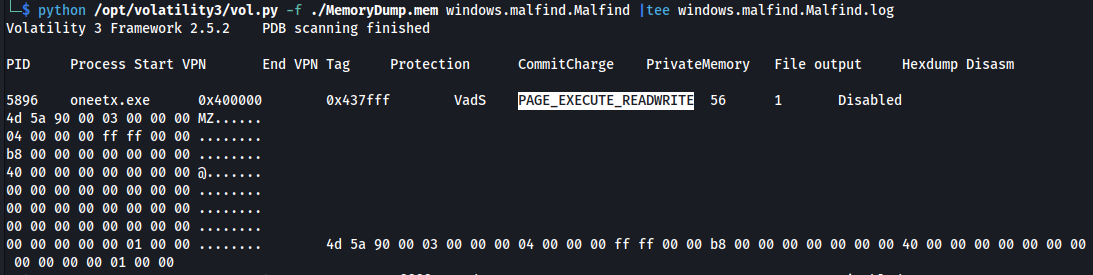 └─$ python /opt/volatility3/vol.py -f ./MemoryDump.mem windows.malfind.Malfind |tee windows.malfind.Malfind.log
Volatility 3 Framework 2.5.2    PDB scanning finished
PID     Process Start VPN       End VPN Tag     Protection      CommitCharge    PrivateMemory   File output     Hexdump Disasm
5896    oneetx.exe      0x400000        0x437fff        VadS    PAGE_EXECUTE_READWRITE  56      1       Disabled
4d 5a 90 00 03 00 00 00 MZ......
04 00 00 00 ff ff 00 00 ........
b8 00 00 00 00 00 00 00 ........
40 00 00 00 00 00 00 00 @.......
00 00 00 00 00 00 00 00 ........
00 00 00 00 00 00 00 00 ........
00 00 00 00 00 00 00 00 ........
00 00 00 00 00 01 00 00 ........        4d 5a 90 00 03 00 00 00 04 00 00 00 ff ff 00 00 b8 00 00 00 00 00 00 00 40 00 00 00 00 00 00 00
00 00 00 00 01 00 00